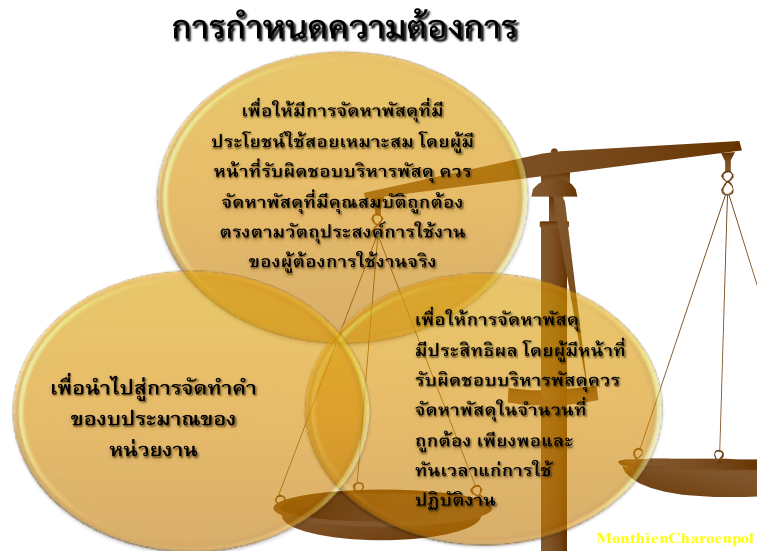 การกำหนดความต้องการ
เพื่อให้มีการจัดหาพัสดุที่มี
ประโยชน์ใช้สอยเหมาะสม โดยผู้มี
หน้าที่รับผิดชอบบริหารพัสดุ ควร
จัดหาพัสดุที่มีคุณสมบัติถูกต้อง
ตรงตามวัตถุประสงค์การใช้งาน
ของผู้ต้องการใช้งานจริง
เพื่อนำไปสู่การจัดทำคำ
ของบประมาณของ
หน่วยงาน
เพื่อให้การจัดหาพัสดุ
มีประสิทธิผล โดยผู้มีหน้าที่
รับผิดชอบบริหารพัสดุควร
จัดหาพัสดุในจำนวนที่
ถูกต้อง เพียงพอและ
ทันเวลาแก่การใช้
ปฏิบัติงาน
MonthienCharoenpol